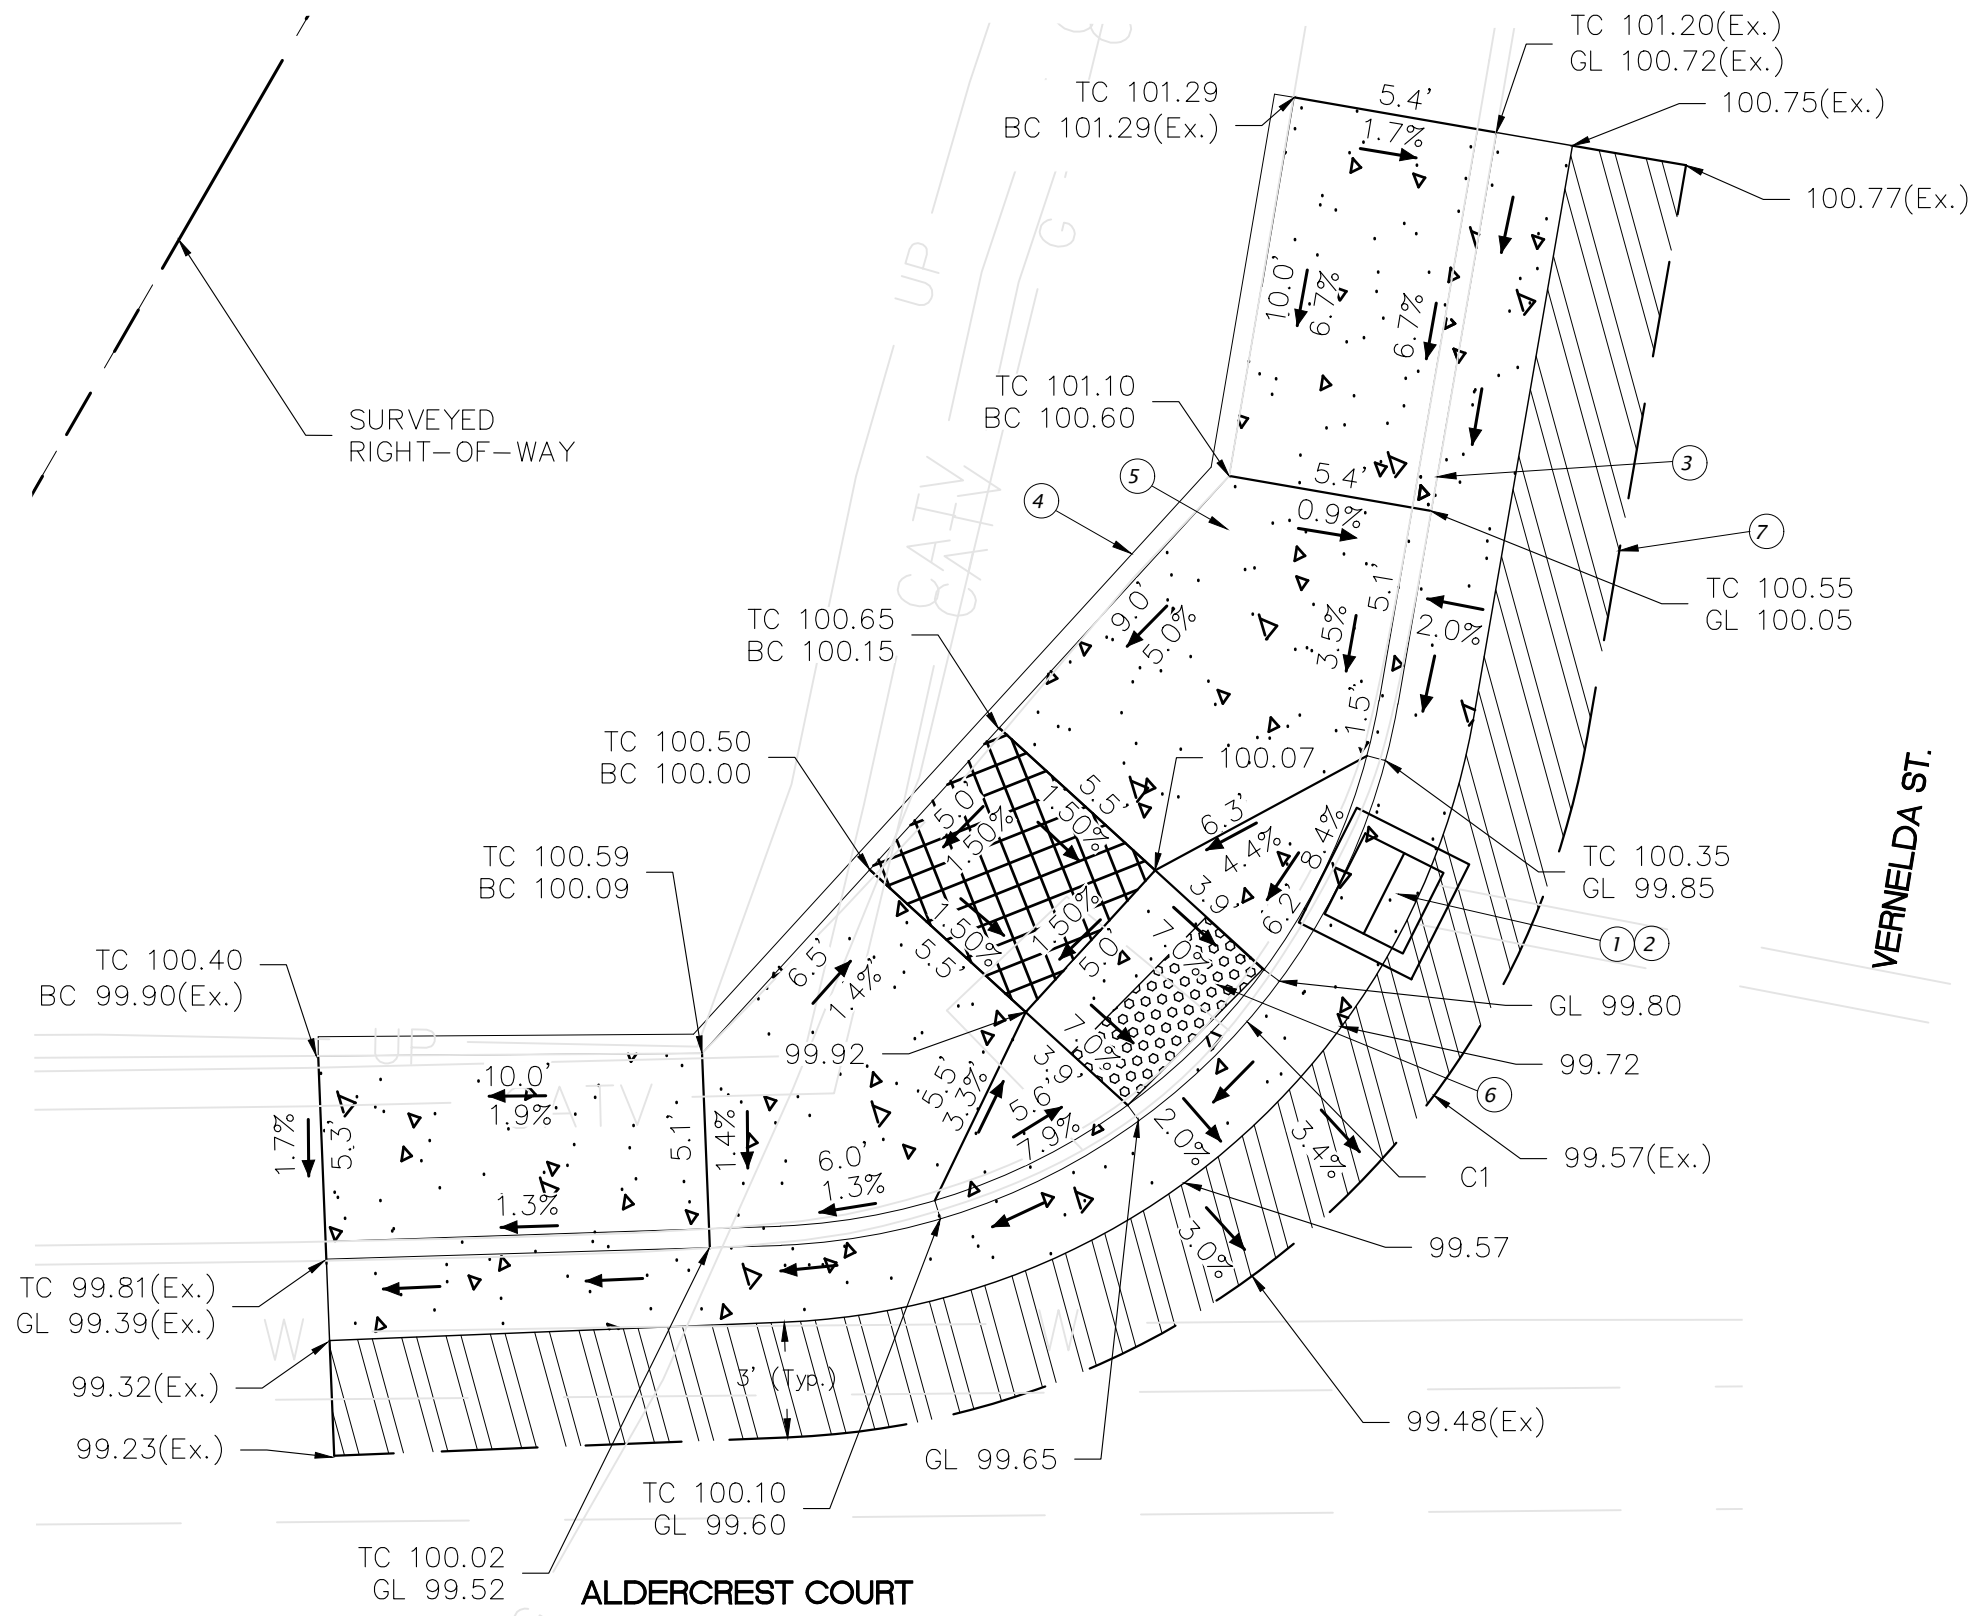 TC 101.20(Ex.)
GL 100.72(Ex.)
TC 101.29
BC 101.29(Ex.)
5.4'
1.7%
100.75(Ex.)
100.77(Ex.)
UP
G
10.0'
6.7%
6.7%
TC 101.10
BC 100.60
SURVEYED
RIGHT-OF-WAY
5.4'
0.9%
3
5
4
7
CATV
CATV
TC 100.55
GL 100.05
5.1'
2.0%
3.5%
9.0'
5.0%
1.5'
TC 100.65
BC 100.15
TC 100.50
BC 100.00
100.07
5.5'
1.50%
5.0'
1.50%
6.3'
4.4%
8.4%
6.2'
TC 100.35
GL 99.85
VERNELDA ST.
TC 100.59
BC 100.09
1.50%
5.5'
1.50%
5.0'
3.9'
7.0%
1 2
GL 99.80
TC 100.40
BC 99.90(Ex.)
6.5'
1.4%
99.92
7.0%
3.9'
99.72
6
UP
10.0'
1.9%
ATV
1.7%
5.3'
5.1'
1.4%
5.5'
3.3%
5.6'
7.9%
2.0%
3.4%
99.57(Ex.)
C1
6.0'
1.3%
1.3%
99.57
3.0%
TC 99.81(Ex.)
GL 99.39(Ex.)
W
W
99.32(Ex.)
3' (Typ.)
99.48(Ex)
99.23(Ex.)
GL 99.65
TC 100.10
GL 99.60
TC 100.02
GL 99.52
ALDERCREST COURT